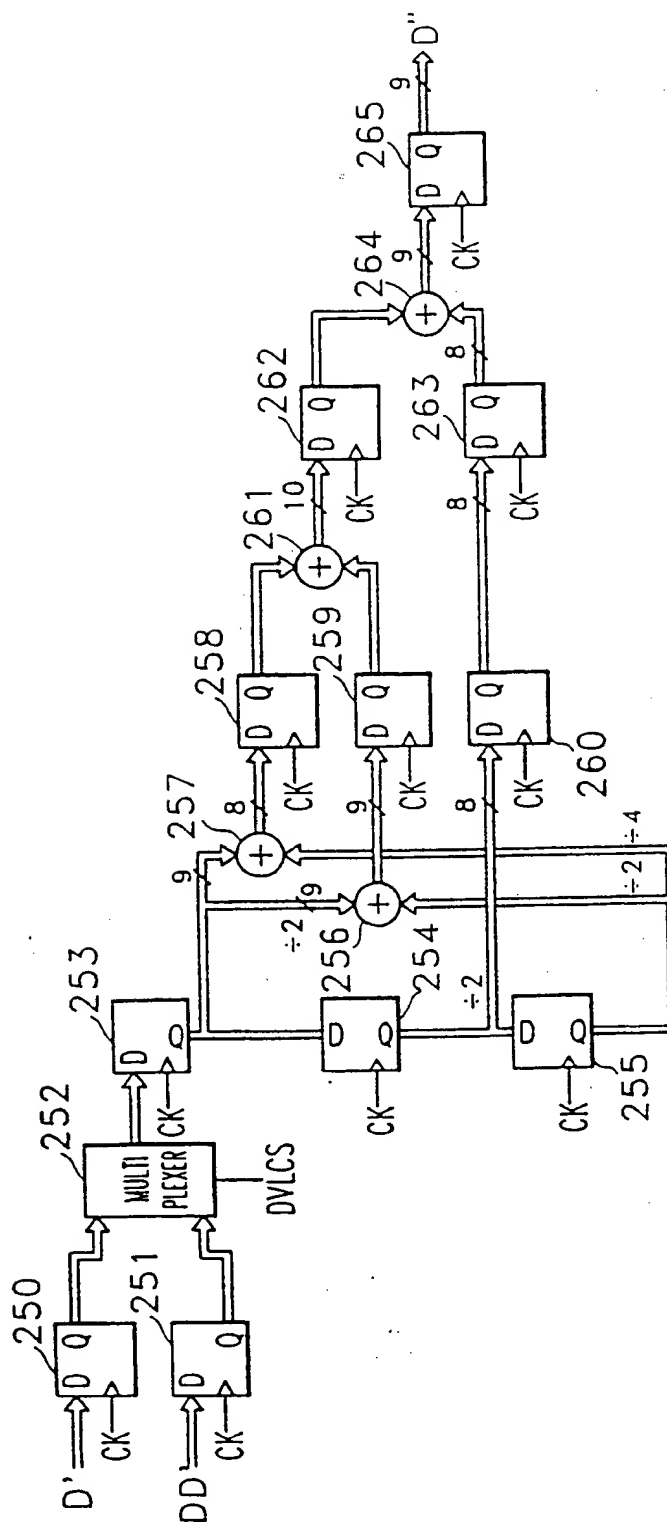 D'
DD'
250
D Q
CK
251
D Q
CK
252
MULTI
PLEXER
DVLCS
253
D
Q
CK
9
257
÷2
9
256
254
D
Q
CK
÷2
D
Q
CK
255
÷2
÷4
8
258
D Q
CK
9
259
D Q
CK
8
D Q
CK
260
261
10
262
D Q
CK
8
263
D Q
CK
8
264
9
265
D Q
CK
9
D''